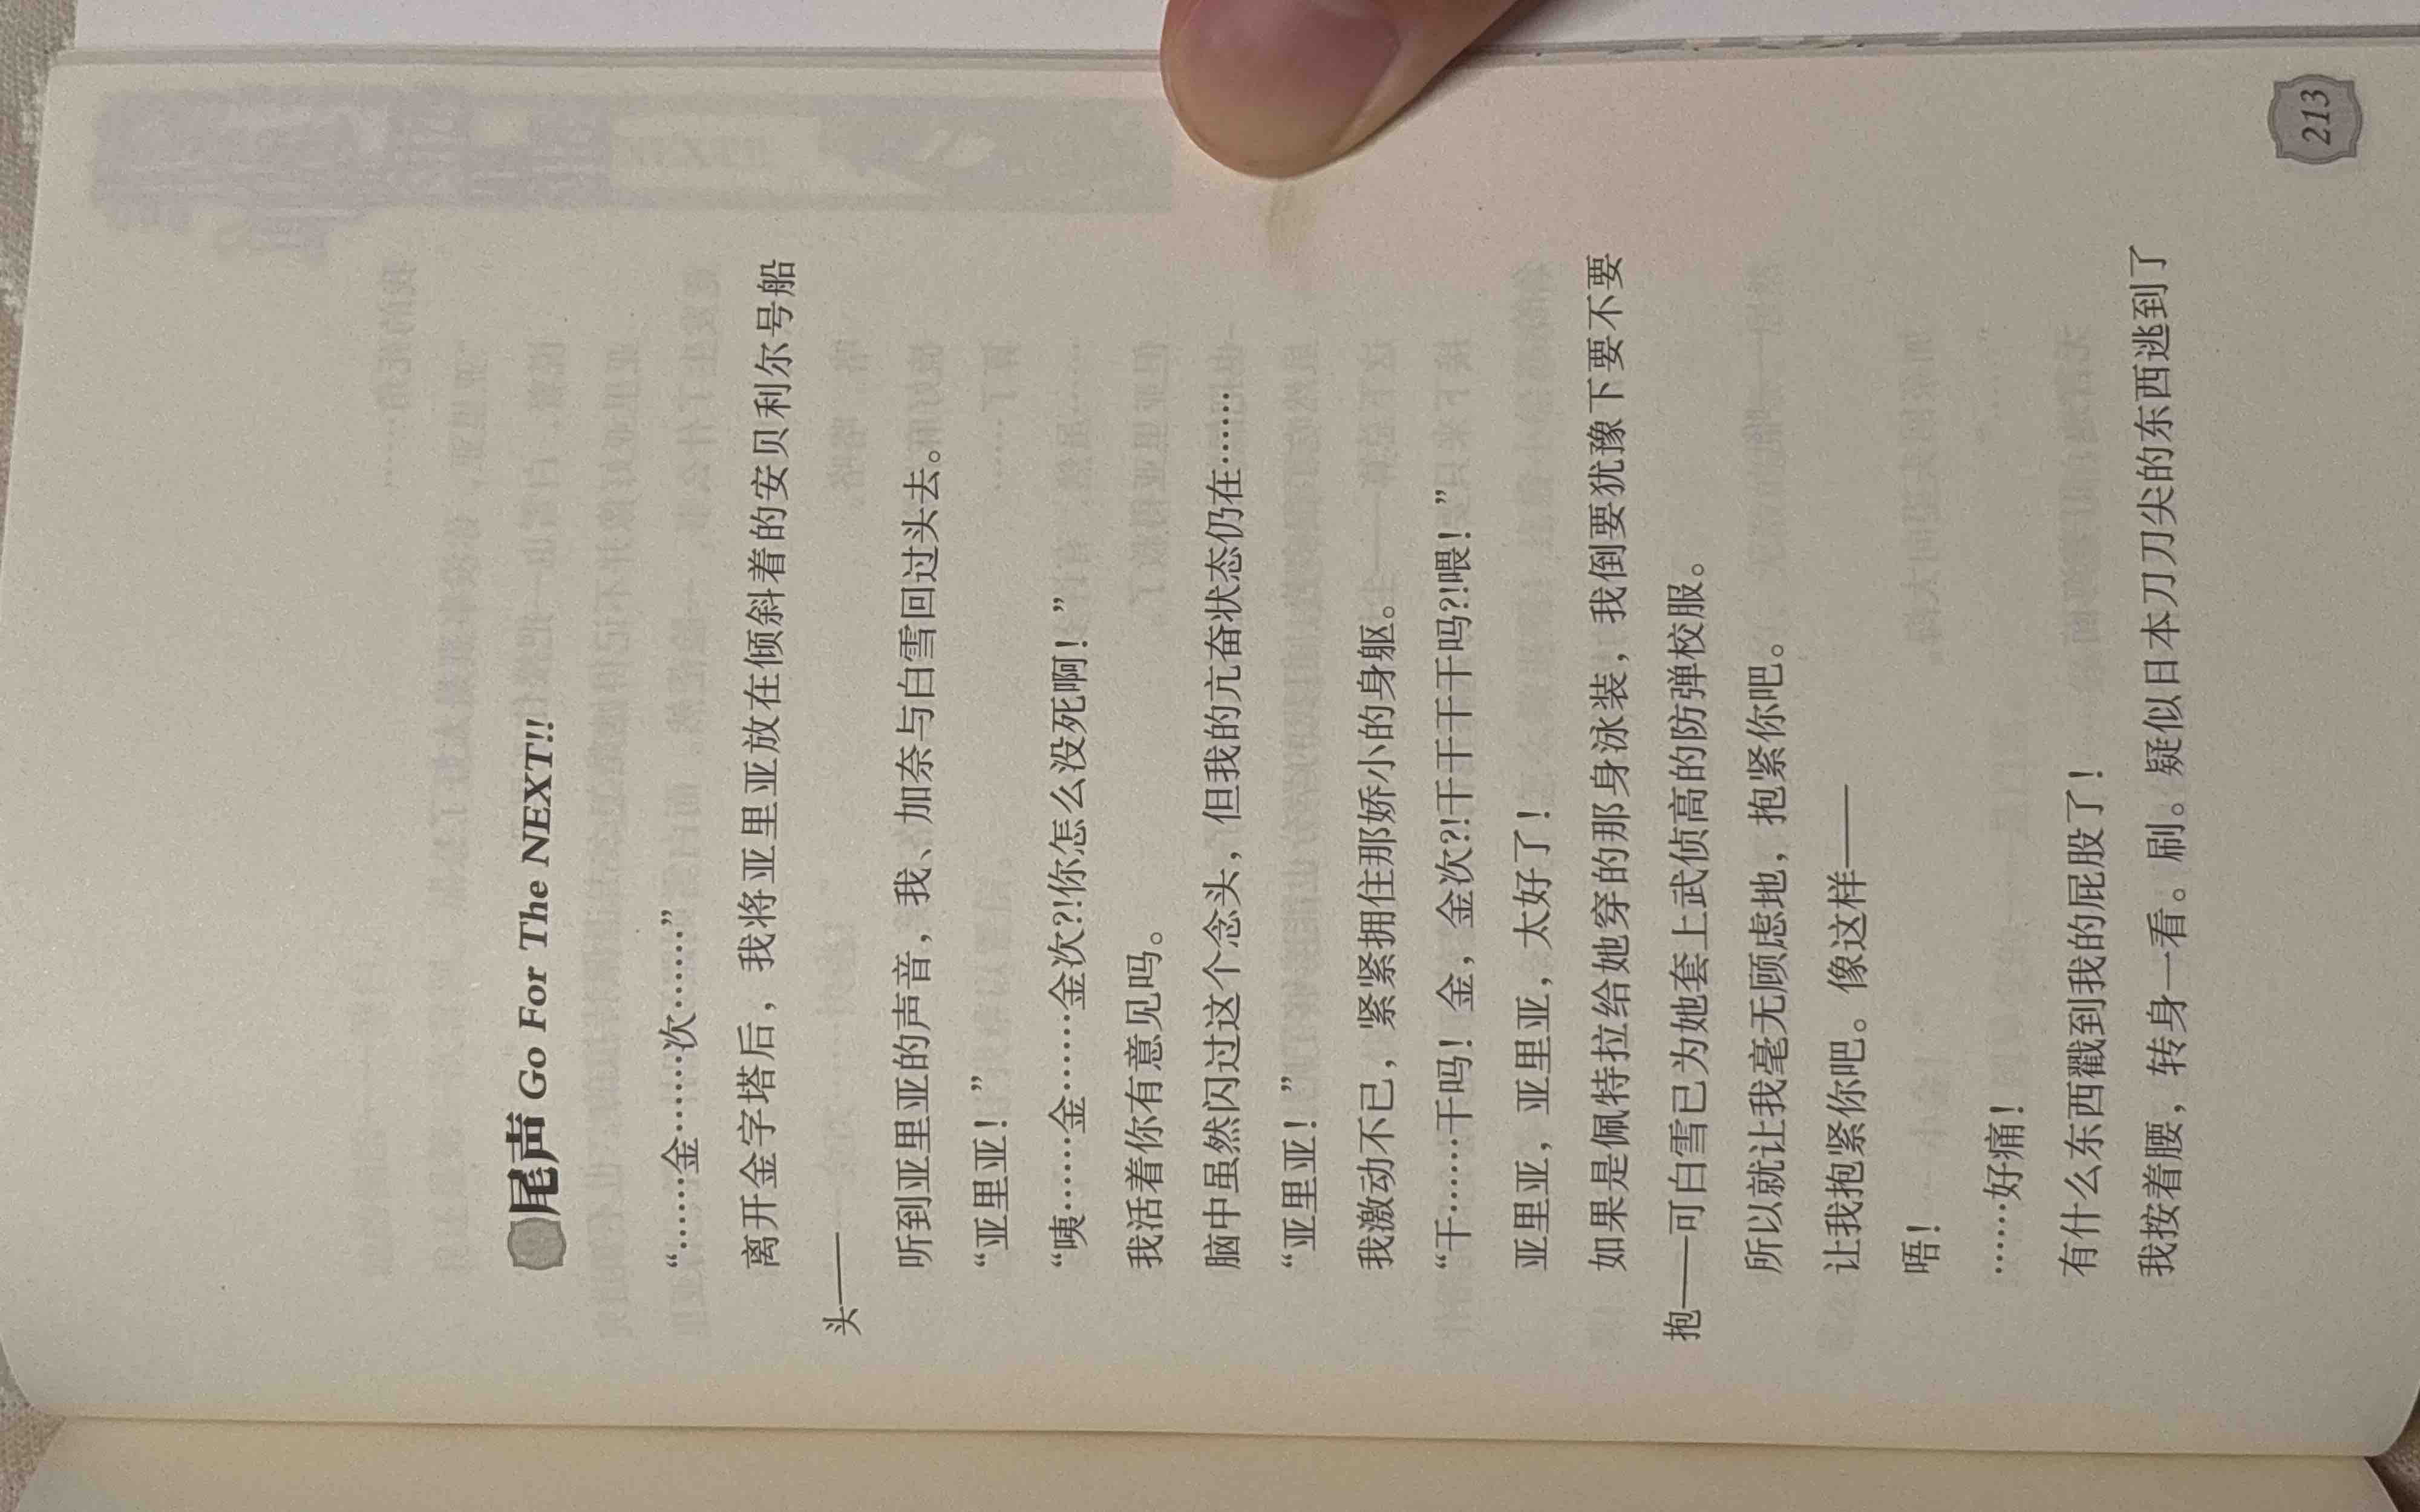 尾声 Go For The NEXT!!
“……金……次……”
离开金字塔后，我将亚里亚放在倾斜着的安贝利尔号船
头——
听到亚里亚的声音，我、加奈与白雪回过头去。
“亚里亚！”
“咦……金……金次?!你怎么没死啊！”
我活着你有意见吗。
脑中虽然闪过这个念头，但我的亢奋状态仍在……
“亚里亚！”
我激动不已，紧紧拥住那娇小的身躯。
“干……干吗！金，金次?!干干干干吗?!喂！”
亚里亚，亚里亚，太好了！
如果是佩特拉给她穿的那身泳装，我倒要犹豫下要不要
抱——可白雪已为她套上武侦高的防弹校服。
所以就让我毫无顾虑地，抱紧你吧。
让我抱紧你吧。像这样——
唔！
……好痛！
有什么东西戳到我的屁股了！
我按着腰，转身一看。刷。疑似日本刀刀尖的东西逃到了
213